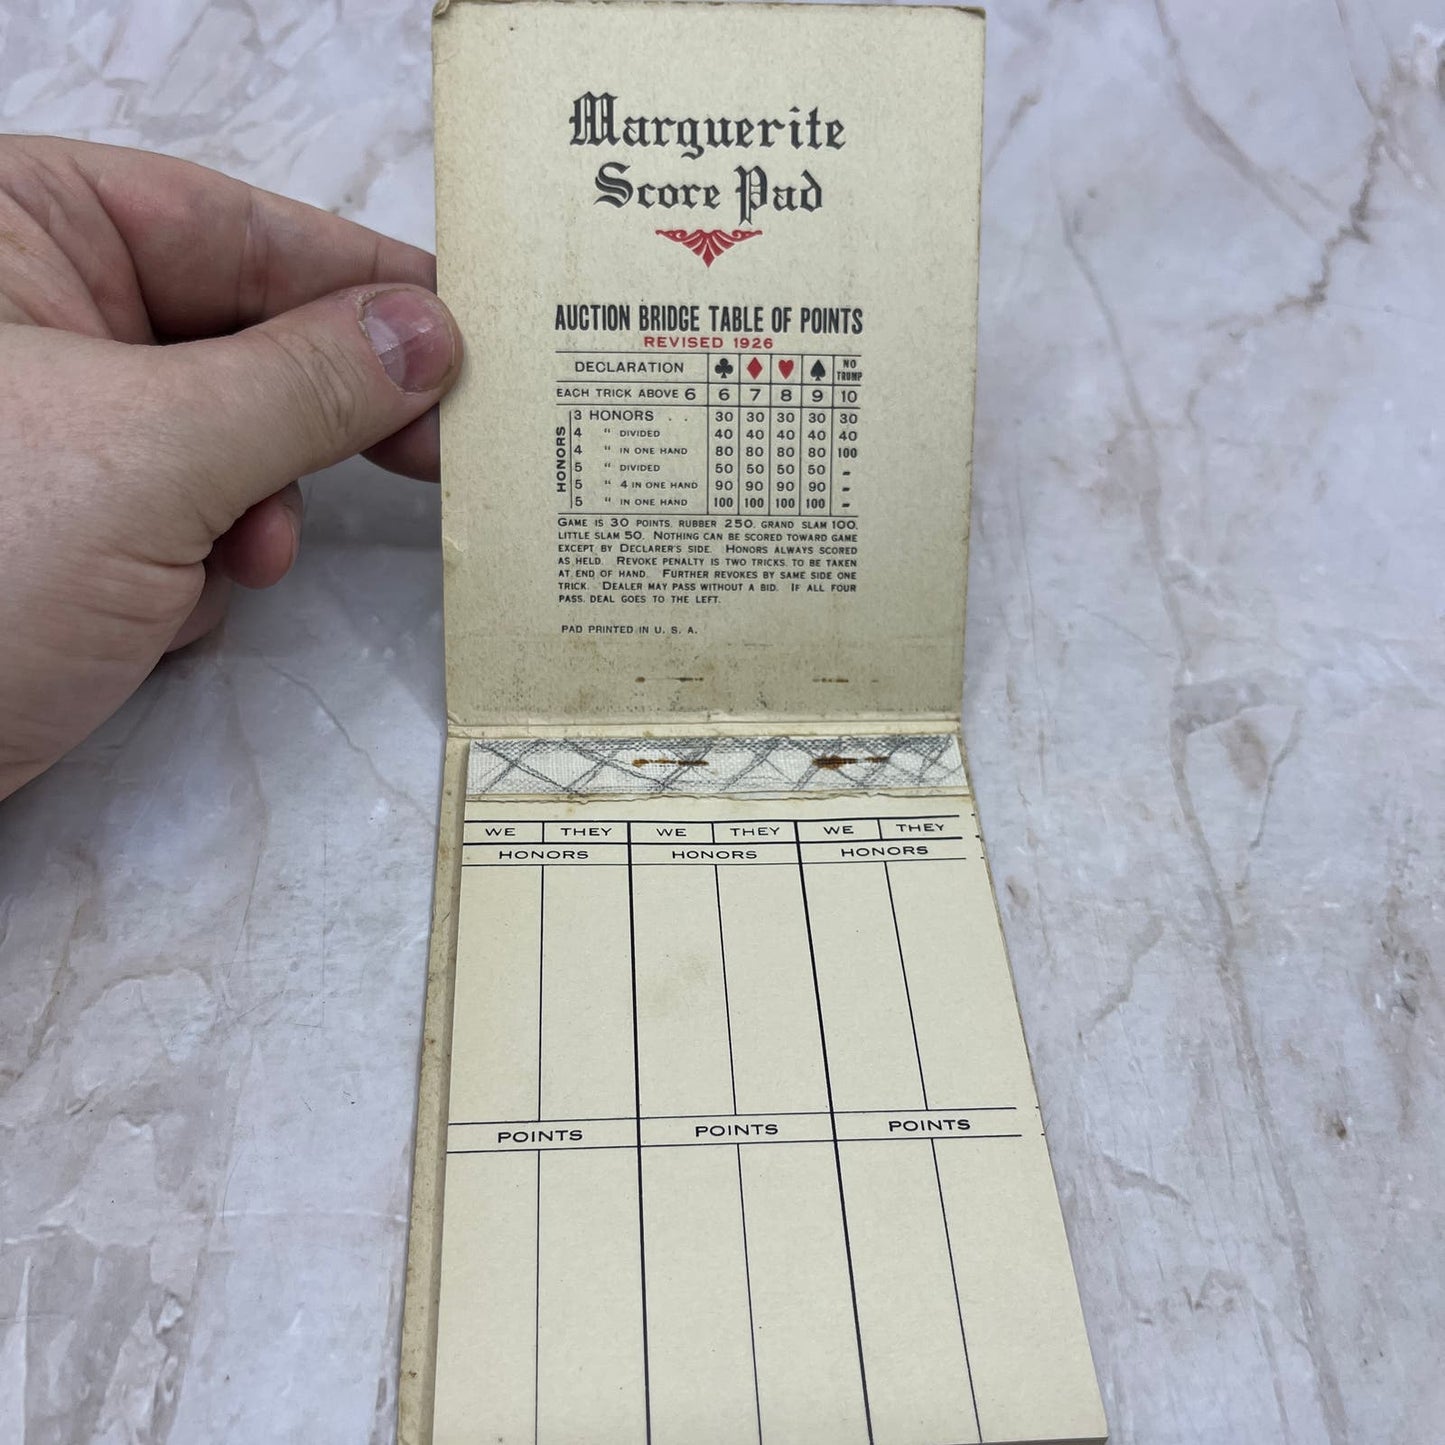 Marguerite
Score Pad
AUCTION BRIDGE TABLE OF POINTS
REVISED 1926
DECLARATION ♣ ♦ ♥ ♠ NO TRUMP
EACH TRICK ABOVE 6 6 7 8 9 10
HONORS
3 HONORS . . 30 30 30 30 30
4 " DIVIDED 40 40 40 40 40
4 " IN ONE HAND 80 80 80 80 100
5 " DIVIDED 50 50 50 50 -
5 " 4 IN ONE HAND 90 90 90 90 -
5 " IN ONE HAND 100 100 100 100 -
GAME IS 30 POINTS. RUBBER 250. GRAND SLAM 100.
LITTLE SLAM 50. NOTHING CAN BE SCORED TOWARD GAME
EXCEPT BY DECLARER'S SIDE. HONORS ALWAYS SCORED
AS HELD. REVOKE PENALTY IS TWO TRICKS, TO BE TAKEN
AT END OF HAND. FURTHER REVOKES BY SAME SIDE ONE
TRICK. DEALER MAY PASS WITHOUT A BID. IF ALL FOUR
PASS, DEAL GOES TO THE LEFT.
PAD PRINTED IN U. S. A.
WE THEY WE THEY WE THEY
HONORS HONORS HONORS
POINTS POINTS POINTS